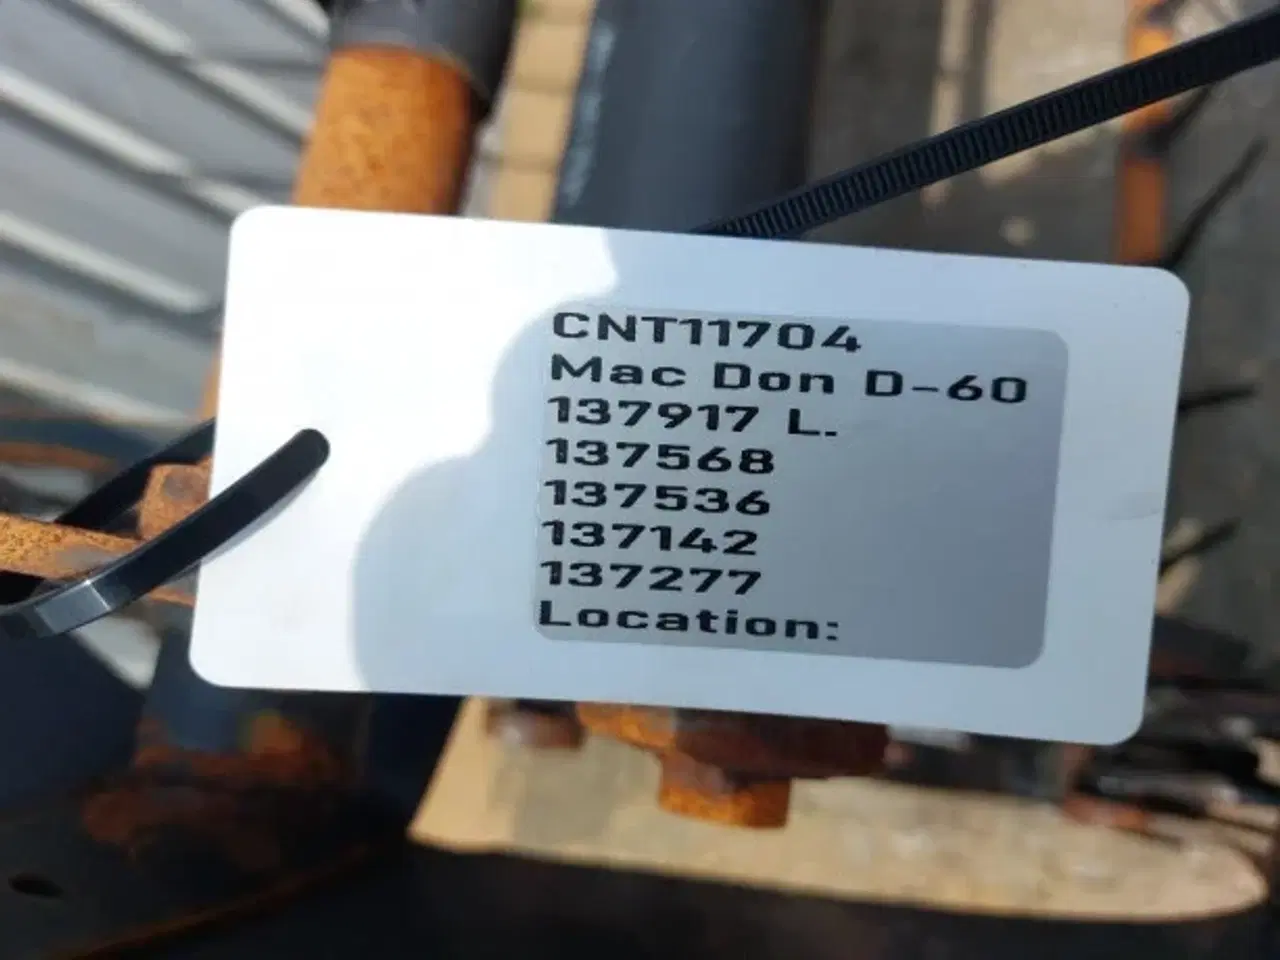 CNT11704
Mac Don D-60
137917 L.
137568
137536
137142
137277
Location: